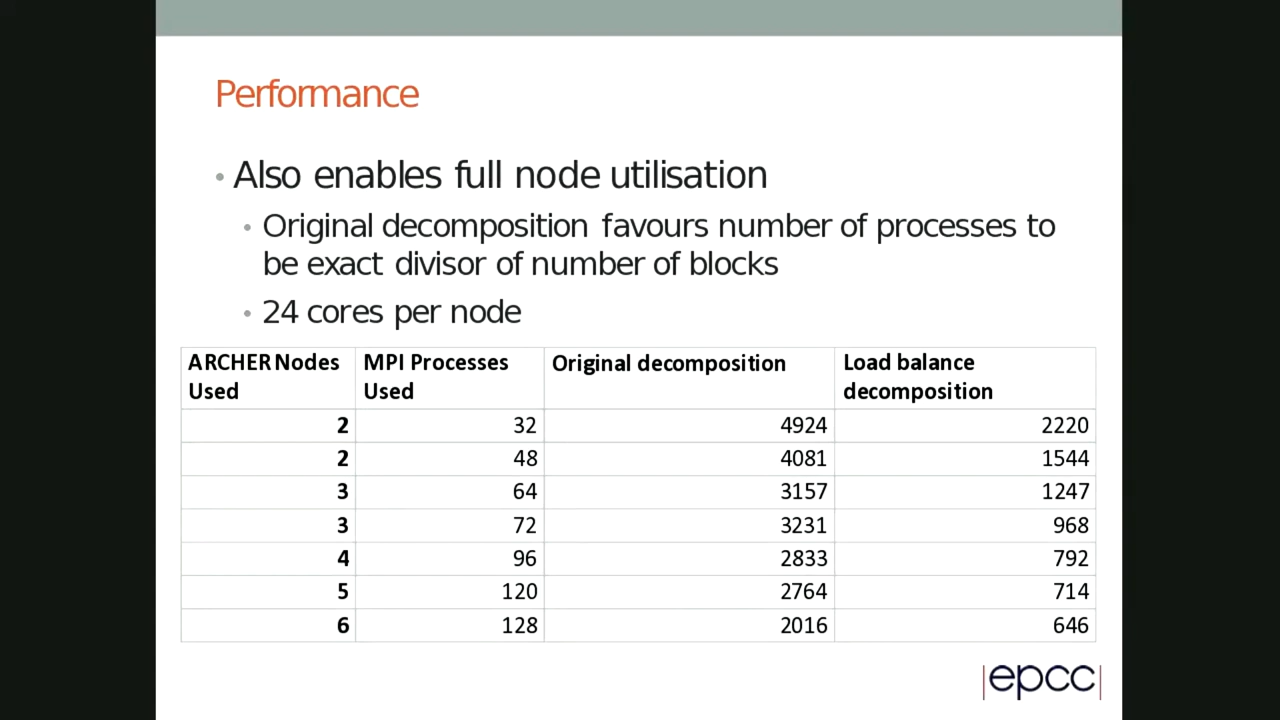 Performance
• Also enables full node utilisation
• Original decomposition favours number of processes to
be exact divisor of number of blocks
• 24 cores per node
ARCHER Nodes Used MPI Processes Used Original decomposition Load balance decomposition
2 32 4924 2220
2 48 4081 1544
3 64 3157 1247
3 72 3231 968
4 96 2833 792
5 120 2764 714
6 128 2016 646
epcc